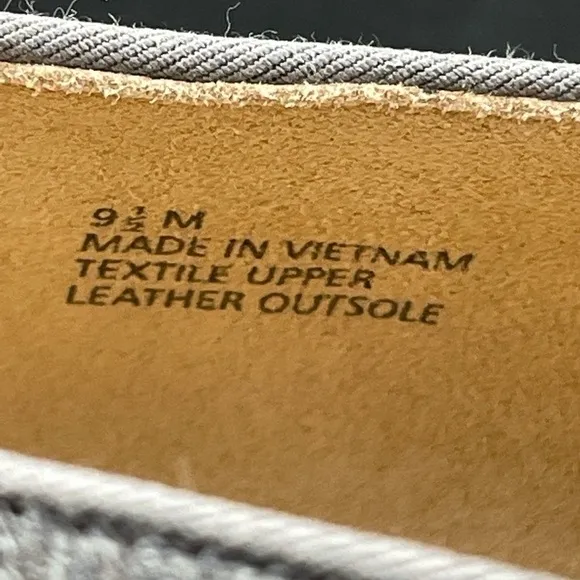 9½ M
MADE IN VIETNAM
TEXTILE UPPER
LEATHER OUTSOLE